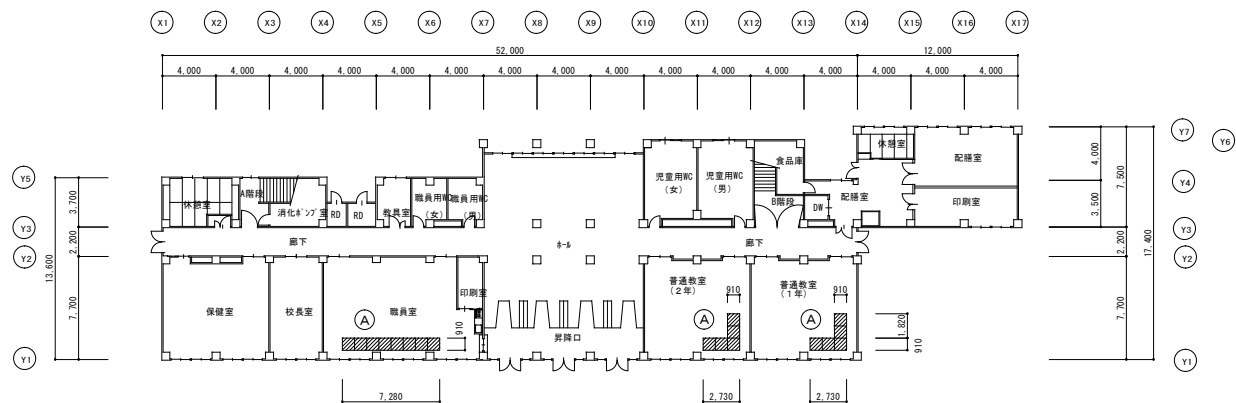 X1 X2 X3 X4 X5 X6 X7 X8 X9 X10 X11 X12 X13 X14 X15 X16 X17
52,000 12,000
4,000 4,000 4,000 4,000 4,000 4,000 4,000 4,000 4,000 4,000 4,000 4,000 4,000 4,000 4,000 4,000
Y7
Y6
Y5
Y4
Y3
Y3
Y2
Y2
Y1
Y1
3,700
2,200
7,700
13,600
4,000
3,500
7,500
2,200
7,700
17,400
休憩室
A階段
消化ポンプ室
RD
RD
教具室
職員用WC
(女)
職員用WC
(男)
児童用WC
(女)
児童用WC
(男)
食品庫
B階段
DW
配膳室
休憩室
配膳室
印刷室
廊下
ホール
廊下
保健室
校長室
職員室
印刷室
昇降口
普通教室
(2年)
普通教室
(1年)
A
A
A
910
910
910
1,820
910
7,280
2,730
2,730